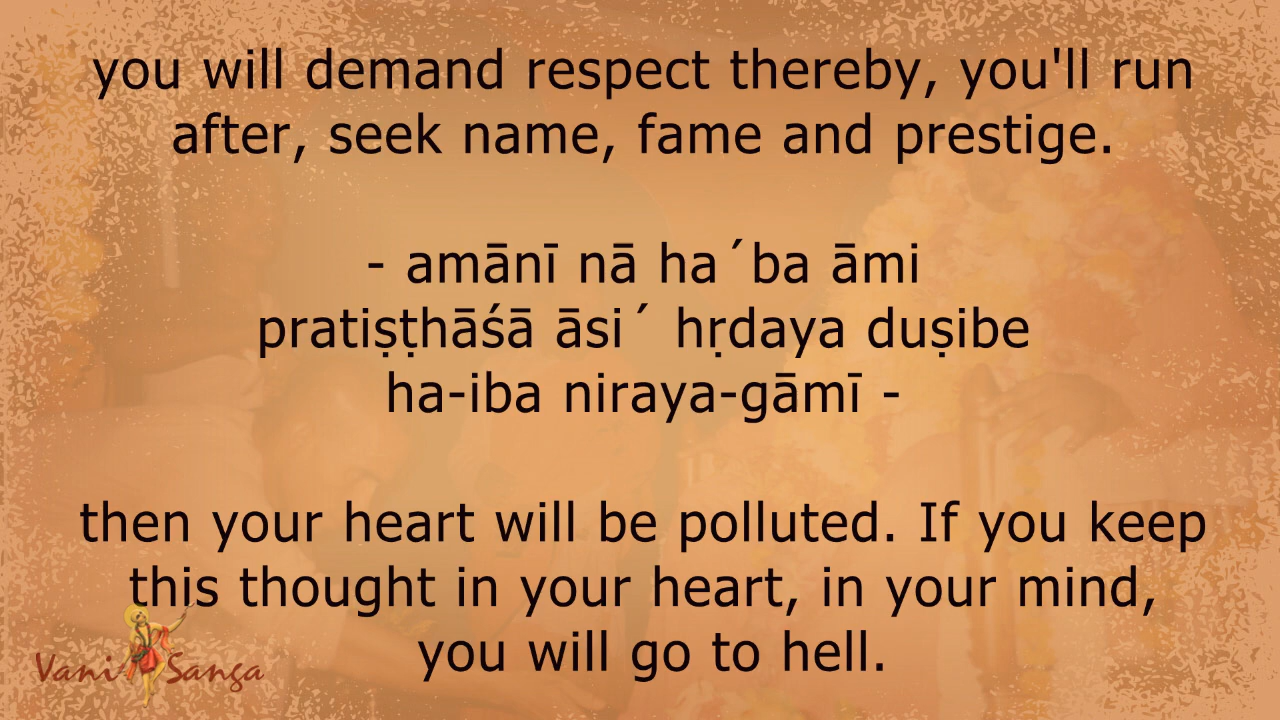 you will demand respect thereby, you'll run
after, seek name, fame and prestige.
- amānī nā ha´ba āmi
pratiṣṭhāśā āsi´ hṛdaya duṣibe
ha-iba niraya-gāmī -
then your heart will be polluted. If you keep
this thought in your heart, in your mind,
you will go to hell.
Vani Sanga